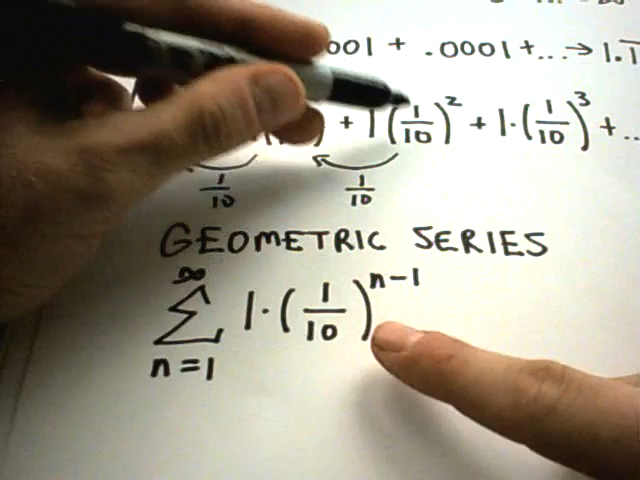 001 + .0001 + ... → 1.1
) + 1(1/10)² + 1·(1/10)³ + ..
1/10 1/10
GEOMETRIC SERIES
∞
∑ 1·(1/10)ⁿ⁻¹
n=1